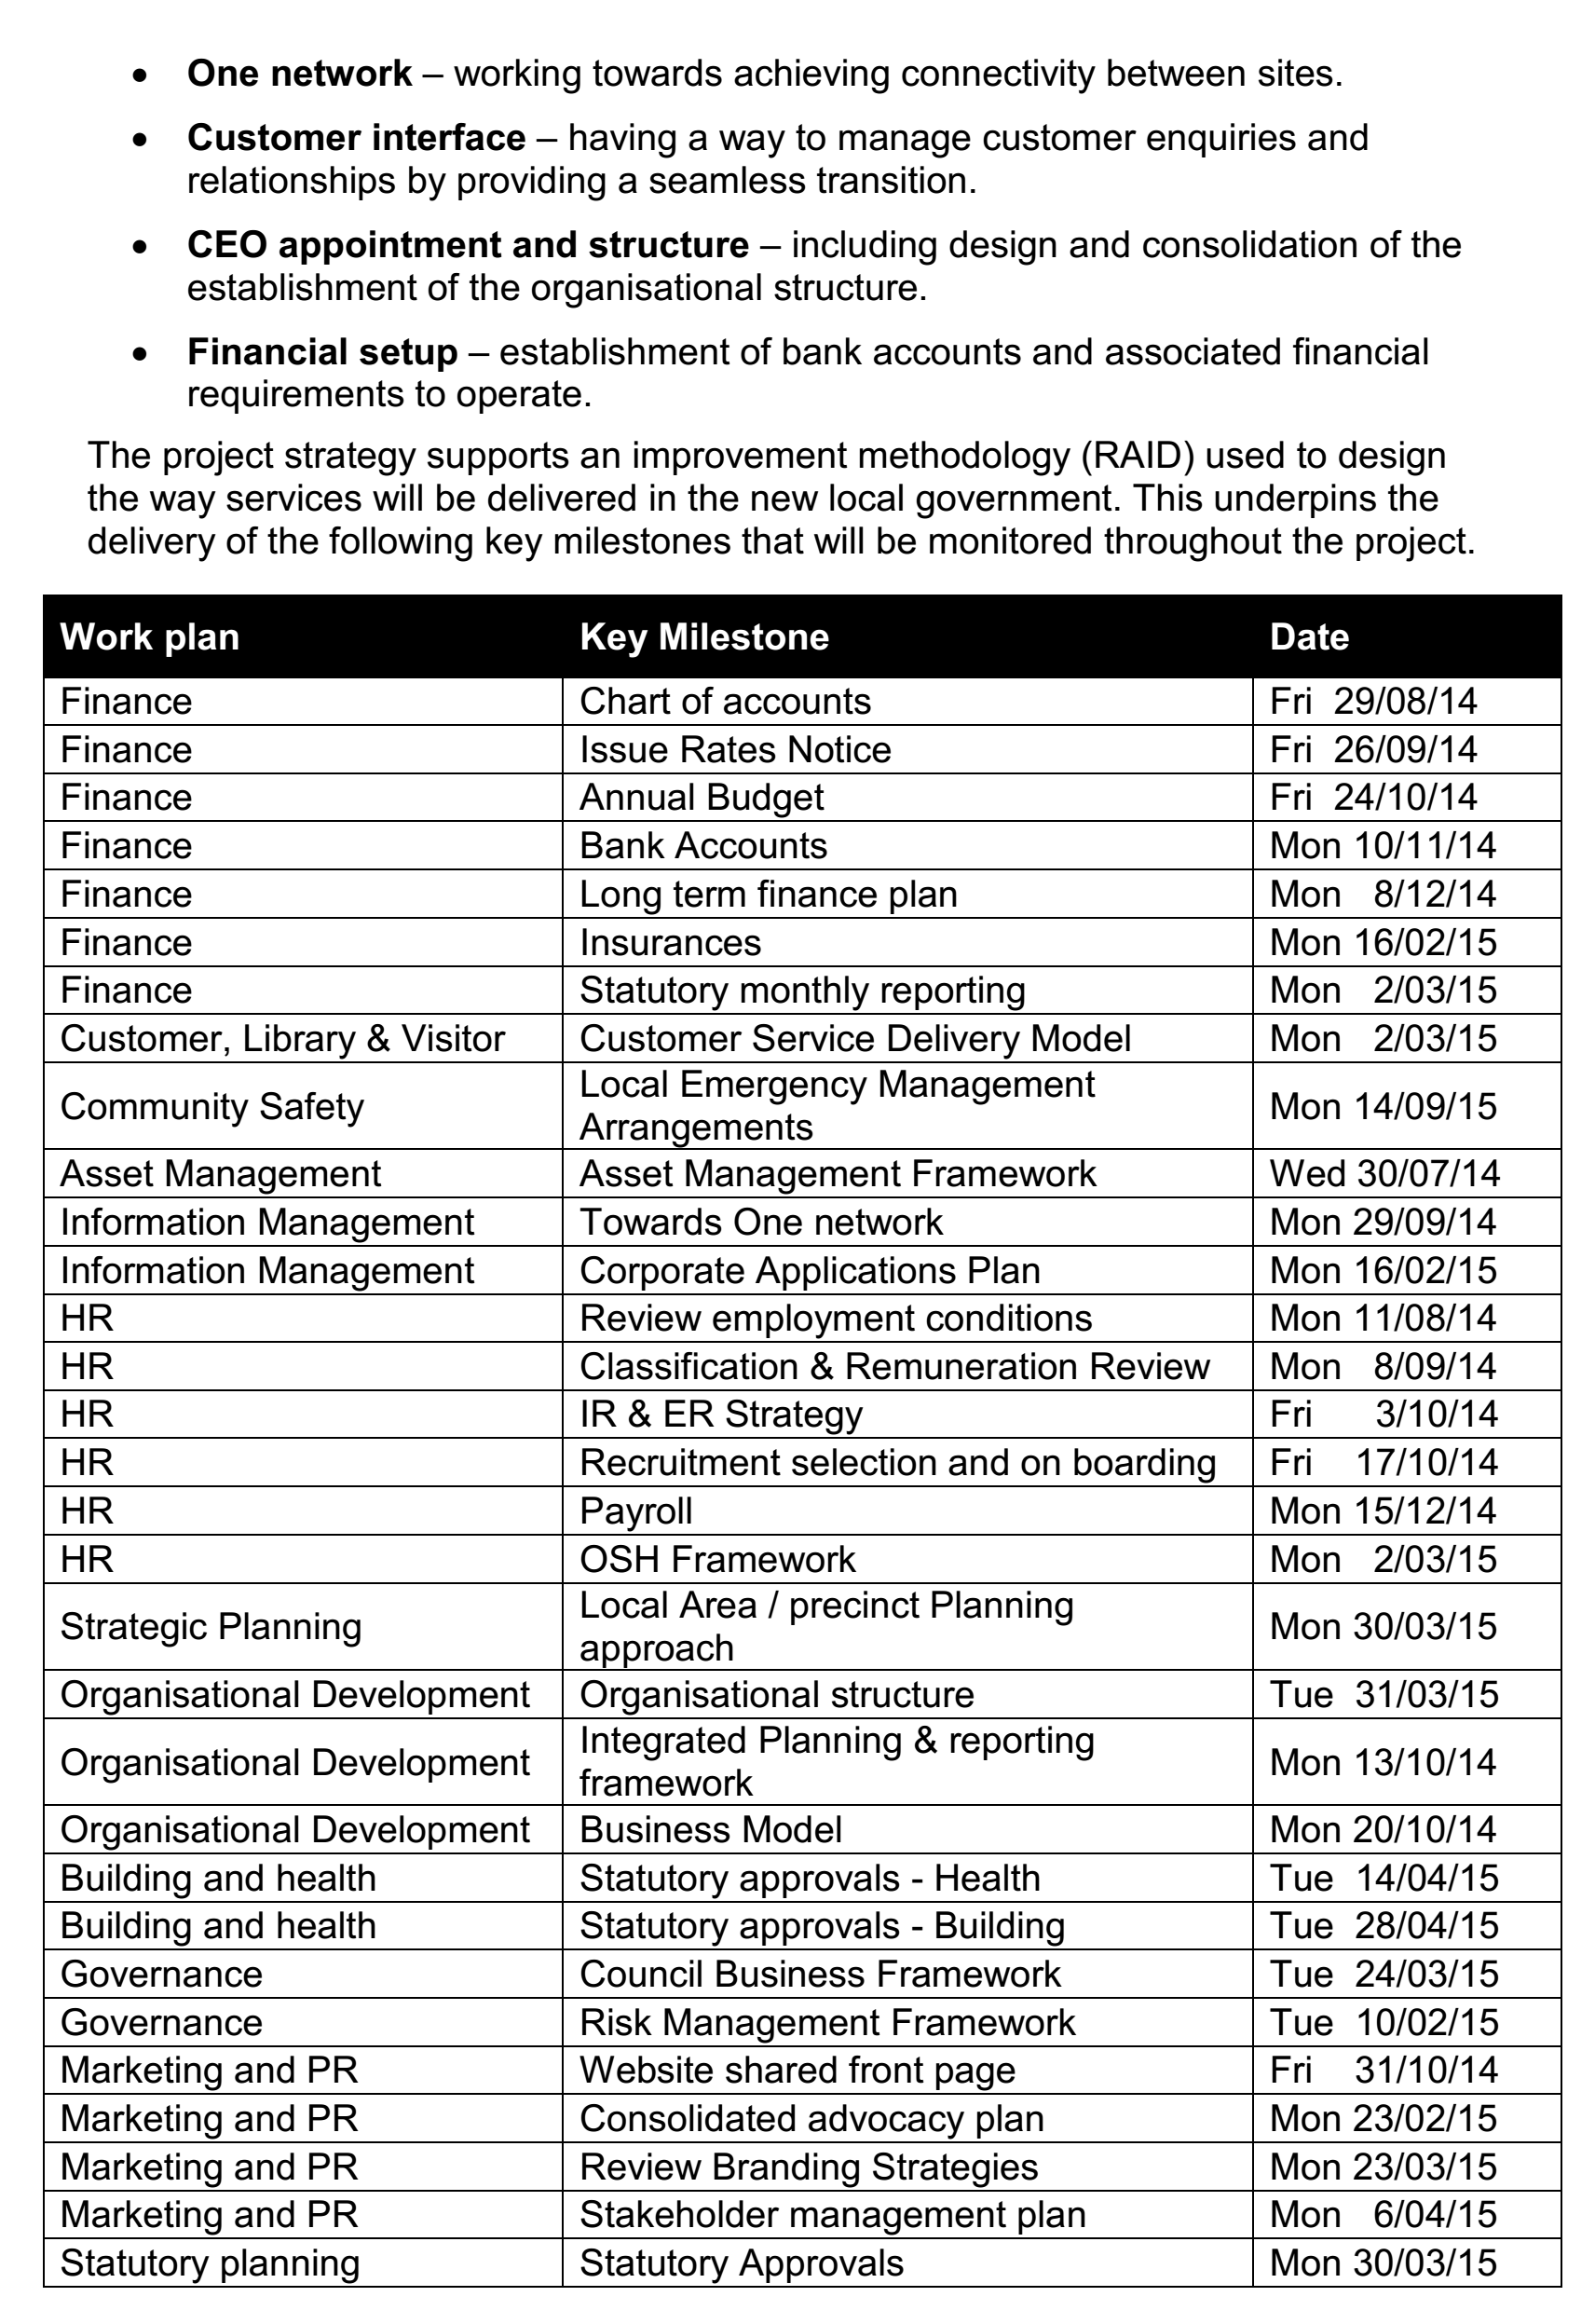 • One network – working towards achieving connectivity between sites.
• Customer interface – having a way to manage customer enquiries and
relationships by providing a seamless transition.
• CEO appointment and structure – including design and consolidation of the
establishment of the organisational structure.
• Financial setup – establishment of bank accounts and associated financial
requirements to operate.
The project strategy supports an improvement methodology (RAID) used to design
the way services will be delivered in the new local government. This underpins the
delivery of the following key milestones that will be monitored throughout the project.
Work plan Key Milestone Date
Finance Chart of accounts Fri 29/08/14
Finance Issue Rates Notice Fri 26/09/14
Finance Annual Budget Fri 24/10/14
Finance Bank Accounts Mon 10/11/14
Finance Long term finance plan Mon 8/12/14
Finance Insurances Mon 16/02/15
Finance Statutory monthly reporting Mon 2/03/15
Customer, Library & Visitor Customer Service Delivery Model Mon 2/03/15
Community Safety Local Emergency Management
Arrangements Mon 14/09/15
Asset Management Asset Management Framework Wed 30/07/14
Information Management Towards One network Mon 29/09/14
Information Management Corporate Applications Plan Mon 16/02/15
HR Review employment conditions Mon 11/08/14
HR Classification & Remuneration Review Mon 8/09/14
HR IR & ER Strategy Fri 3/10/14
HR Recruitment selection and on boarding Fri 17/10/14
HR Payroll Mon 15/12/14
HR OSH Framework Mon 2/03/15
Strategic Planning Local Area / precinct Planning
approach Mon 30/03/15
Organisational Development Organisational structure Tue 31/03/15
Organisational Development Integrated Planning & reporting
framework Mon 13/10/14
Organisational Development Business Model Mon 20/10/14
Building and health Statutory approvals - Health Tue 14/04/15
Building and health Statutory approvals - Building Tue 28/04/15
Governance Council Business Framework Tue 24/03/15
Governance Risk Management Framework Tue 10/02/15
Marketing and PR Website shared front page Fri 31/10/14
Marketing and PR Consolidated advocacy plan Mon 23/02/15
Marketing and PR Review Branding Strategies Mon 23/03/15
Marketing and PR Stakeholder management plan Mon 6/04/15
Statutory planning Statutory Approvals Mon 30/03/15